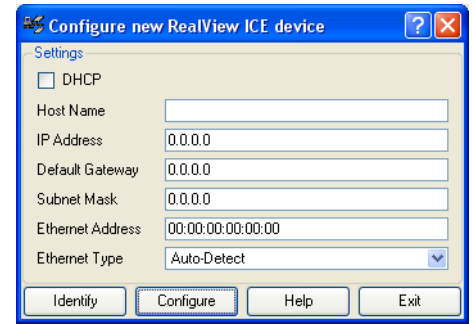 Configure new RealView ICE device
Settings
DHCP
Host Name
IP Address 0.0.0.0
Default Gateway 0.0.0.0
Subnet Mask 0.0.0.0
Ethernet Address 00:00:00:00:00:00
Ethernet Type Auto-Detect
Identify Configure Help Exit